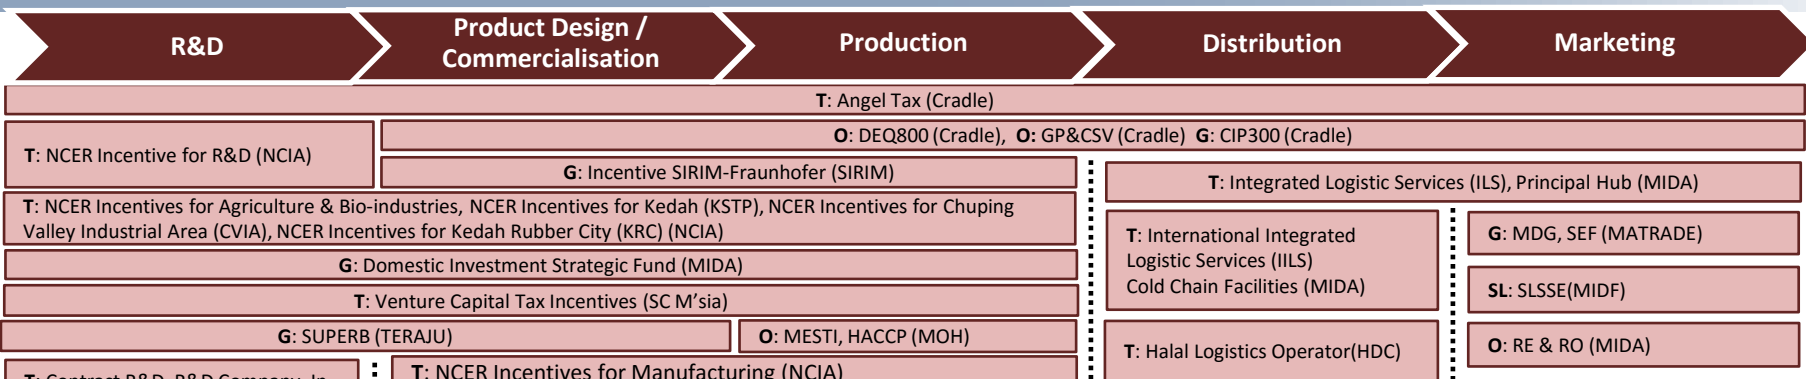 R&D
Product Design /
Commercialisation
Production
Distribution
Marketing
T: Angel Tax (Cradle)
T: NCER Incentive for R&D (NCIA)
O: DEQ800 (Cradle), O: GP&CSV (Cradle) G: CIP300 (Cradle)
G: Incentive SIRIM-Fraunhofer (SIRIM)
T: Integrated Logistic Services (ILS), Principal Hub (MIDA)
T: NCER Incentives for Agriculture & Bio-industries, NCER Incentives for Kedah (KSTP), NCER Incentives for Chuping
Valley Industrial Area (CVIA), NCER Incentives for Kedah Rubber City (KRC) (NCIA)
T: International Integrated
Logistic Services (IILS)
Cold Chain Facilities (MIDA)
G: MDG, SEF (MATRADE)
G: Domestic Investment Strategic Fund (MIDA)
T: Venture Capital Tax Incentives (SC M'sia)
SL: SLSSE(MIDF)
G: SUPERB (TERAJU)
O: MESTI, HACCP (MOH)
T: Halal Logistics Operator(HDC)
O: RE & RO (MIDA)
T: Contract R&D, R&D Company, In
T: NCER Incentives for Manufacturing (NCIA)